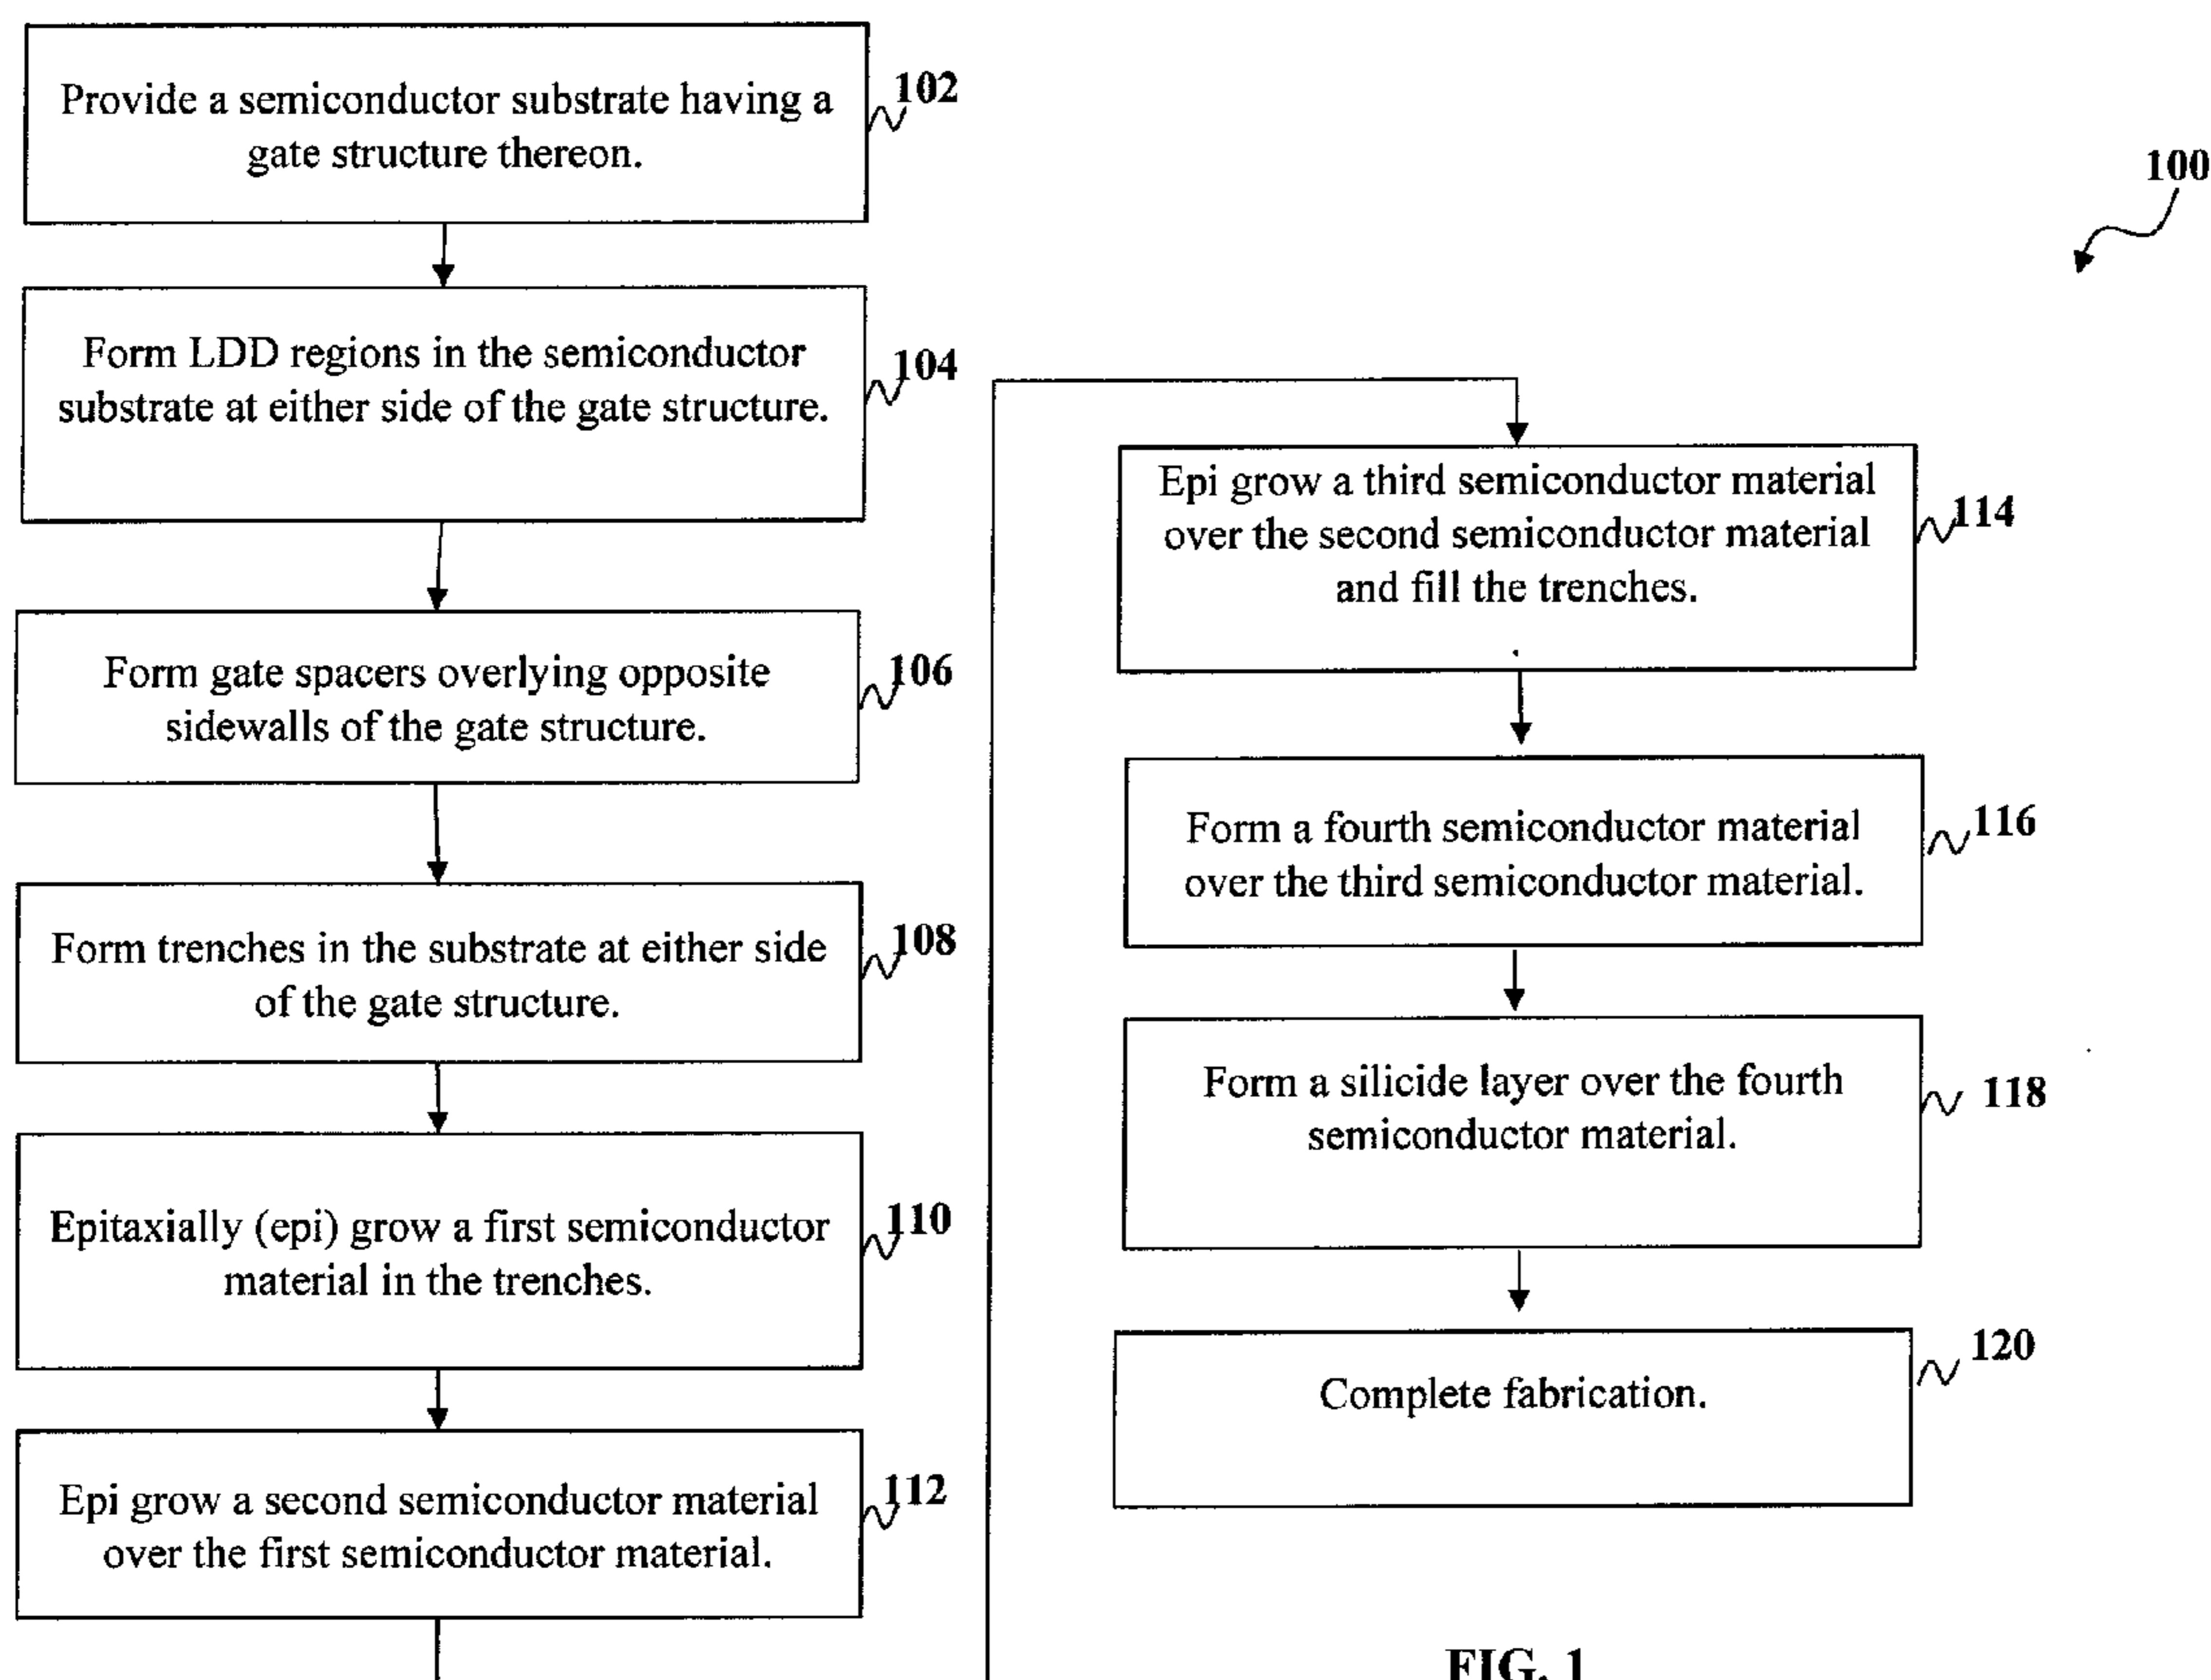 Provide a semiconductor substrate having a
gate structure thereon.
102
100
Form LDD regions in the semiconductor
substrate at either side of the gate structure.
104
Form gate spacers overlying opposite
sidewalls of the gate structure.
106
Form trenches in the substrate at either side
of the gate structure.
108
Epitaxially (epi) grow a first semiconductor
material in the trenches.
110
Epi grow a second semiconductor material
over the first semiconductor material.
112
Epi grow a third semiconductor material
over the second semiconductor material
and fill the trenches.
114
Form a fourth semiconductor material
over the third semiconductor material.
116
Form a silicide layer over the fourth
semiconductor material.
118
Complete fabrication.
120
FIG. 1